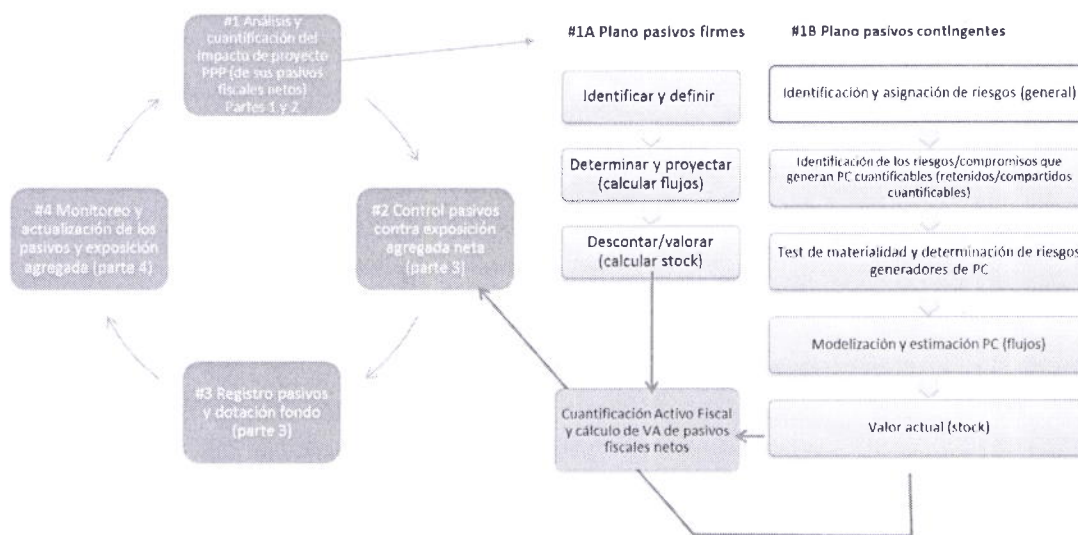 #1 Análisis y
cuantificación del
impacto de proyecto
PPP (de sus pasivos
fiscales netos)
Partes 1 y 2
#2 Control pasivos
contra exposición
agregada neta
(parte 3)
#3 Registro pasivos
y dotación fondo
(parte 3)
#4 Monitoreo y
actualización de los
pasivos y exposición
agregada (parte 4)
#1A Plano pasivos firmes
Identificar y definir
Determinar y proyectar
(calcular flujos)
Descontar/valorar
(calcular stock)
Cuantificación Activo Fiscal
y cálculo de VA de pasivos
fiscales netos
#1B Plano pasivos contingentes
Identificación y asignación de riesgos (general)
Identificación de los riesgos/compromisos que
generan PC cuantificables (retenidos/compartidos
cuantificables)
Test de materialidad y determinación de riesgos
generadores de PC
Modelización y estimación PC (flujos)
Valor actual (stock)